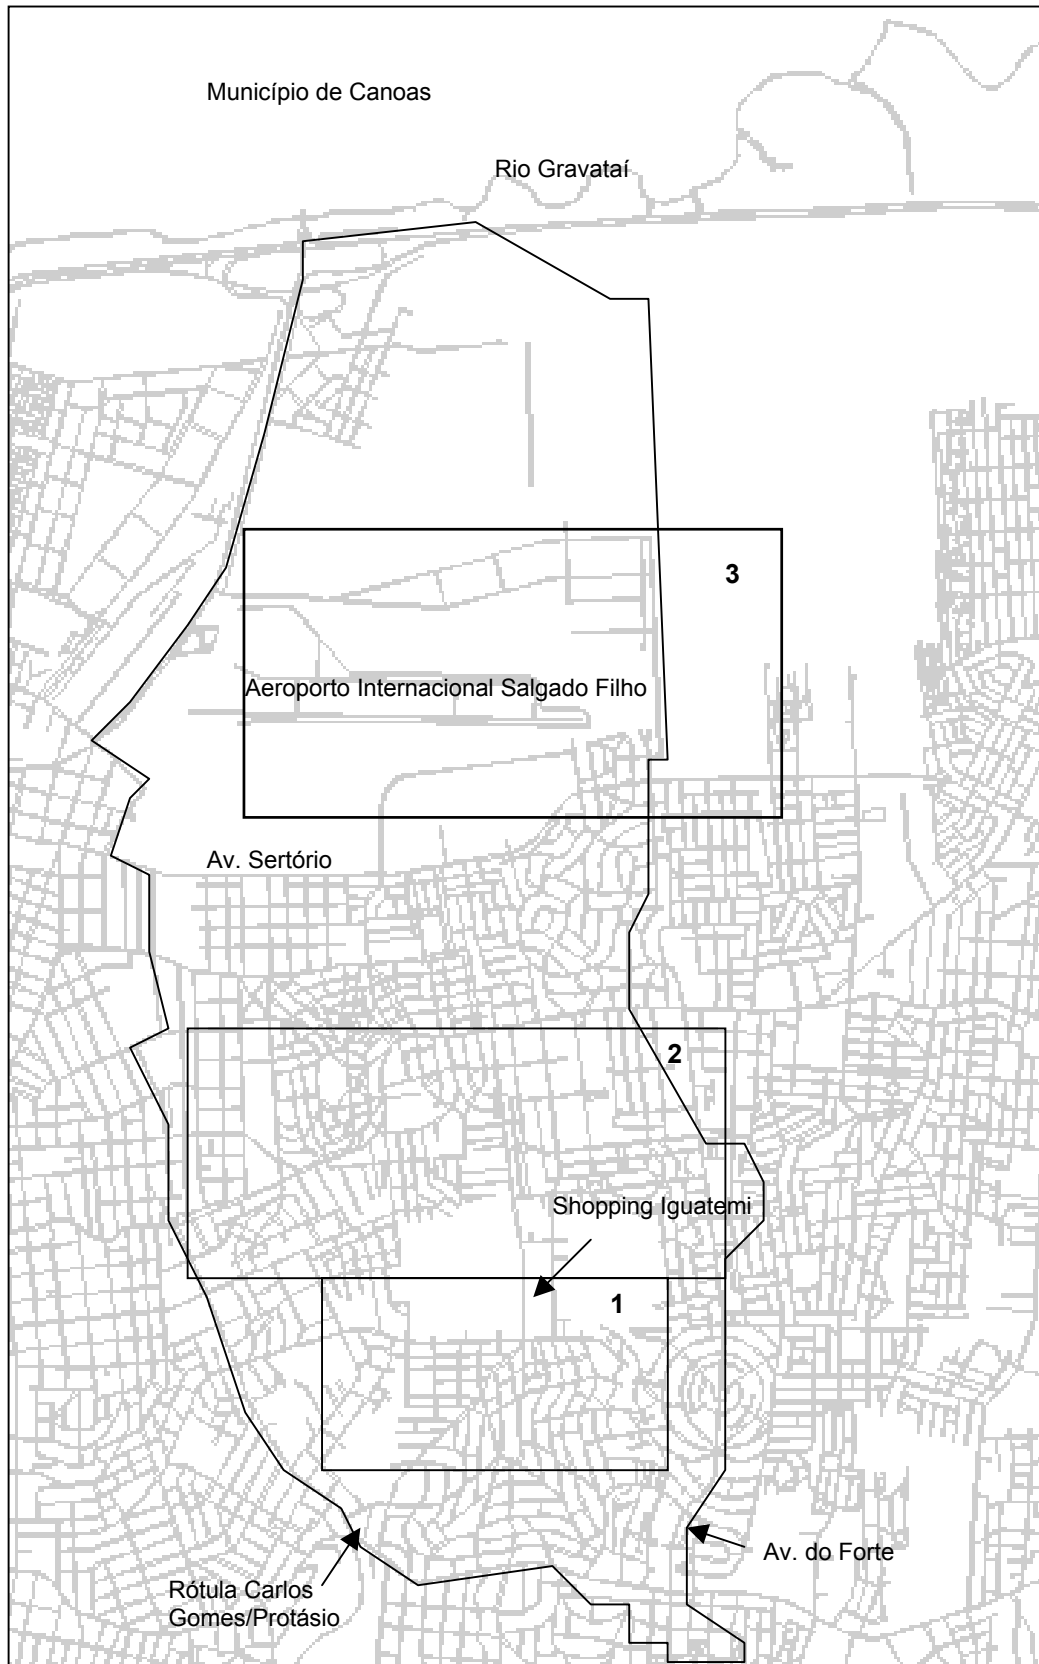 Município de Canoas
Rio Gravataí
3
Aeroporto Internacional Salgado Filho
Av. Sertório
2
Shopping Iguatemi
1
Av. do Forte
Rótula Carlos
Gomes/Protásio